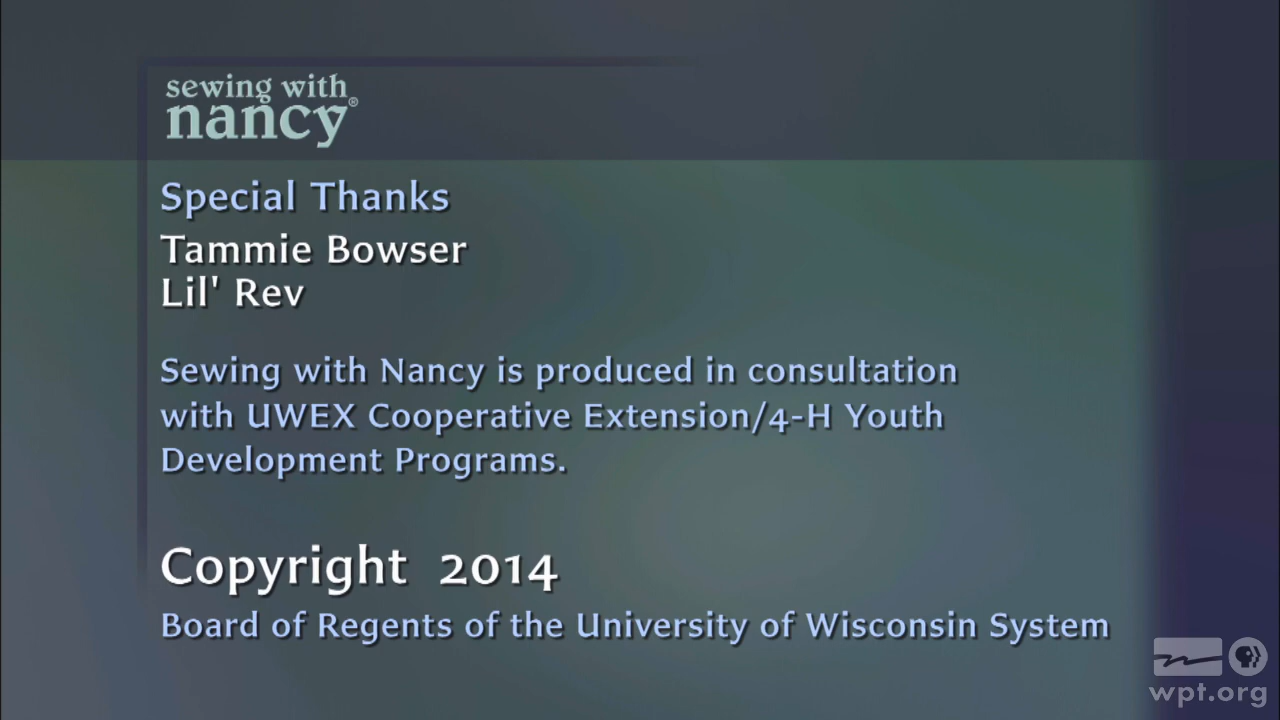 sewing with
nancy®
Special Thanks
Tammie Bowser
Lil' Rev
Sewing with Nancy is produced in consultation
with UWEX Cooperative Extension/4-H Youth
Development Programs.
Copyright 2014
Board of Regents of the University of Wisconsin System
wpt.org